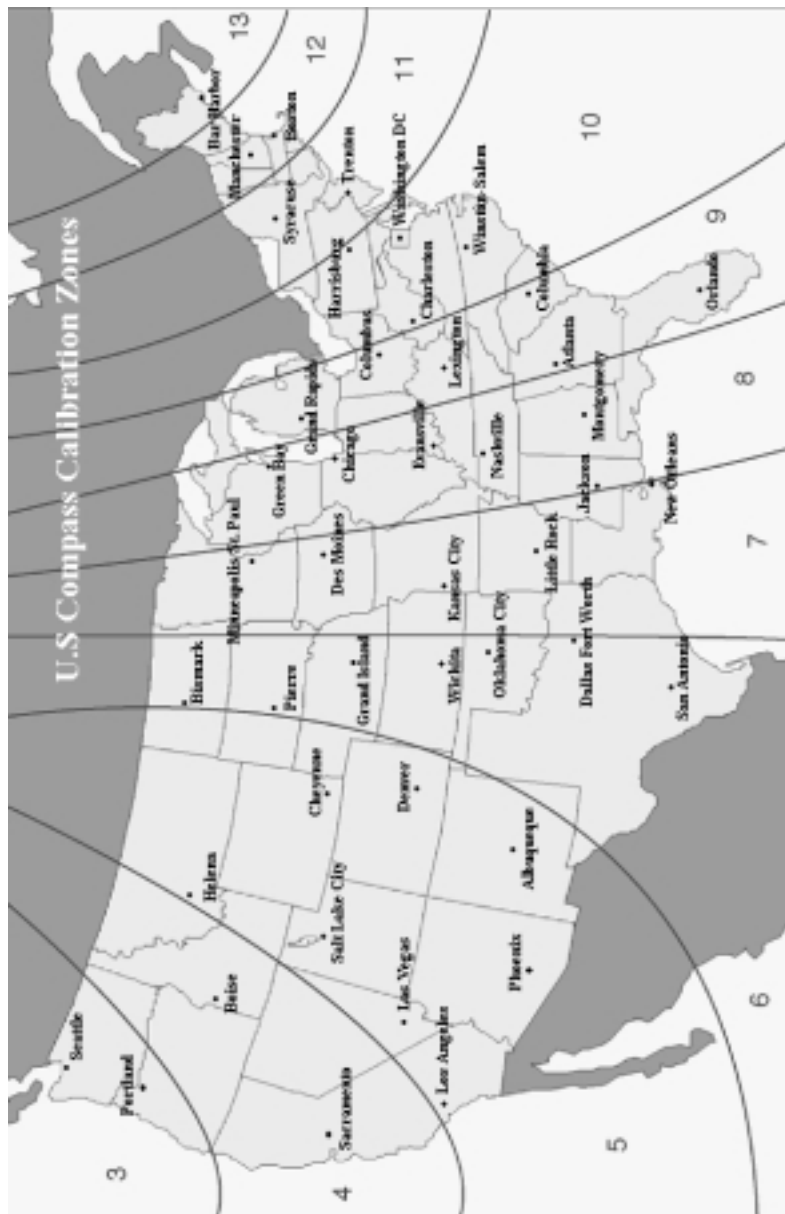 U.S Compass Calibration Zones
Seattle
Portland
Boise
Helena
Sacramento
Salt Lake City
Las Vegas
Los Angeles
Phoenix
Cheyenne
Denver
Albuqueque
Bismark
Pierre
Grand Island
Wichita
Oklahoma City
Dallas Fort Worth
San Antonio
Minneapolis St. Paul
Des Moines
Kansas City
Little Rock
Jackson
New Orleans
Green Bay
Chicago
Grand Rapids
Evansville
Nashville
Montgomery
Atlanta
Lexington
Columbus
Charleston
Columbia
Orlando
Winston-Salem
Washington DC
Harrisburg
Trenton
Syracuse
Manchester
Boston
Bar Harbor
3
4
5
6
7
8
9
10
11
12
13